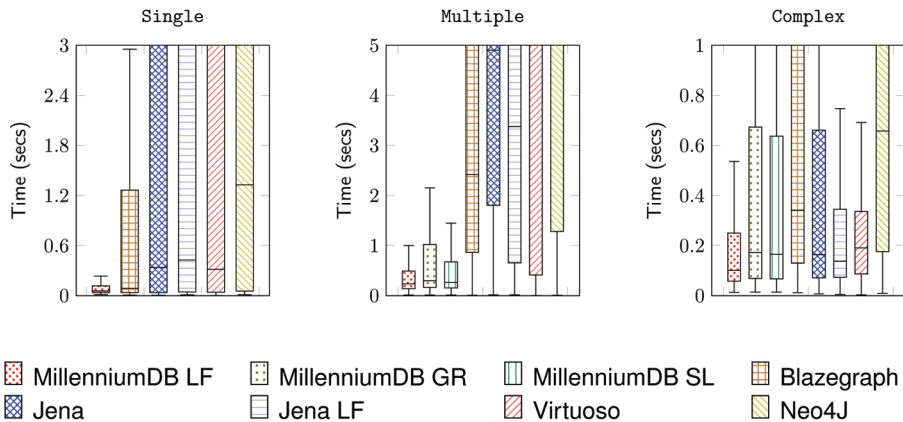 Single
Multiple
Complex
Time (secs)
3
2.4
1.8
1.2
0.6
0
Time (secs)
5
4
3
2
1
0
Time (secs)
1
0.8
0.6
0.4
0.2
0
MillenniumDB LF
MillenniumDB GR
MillenniumDB SL
Blazegraph
Jena
Jena LF
Virtuoso
Neo4J